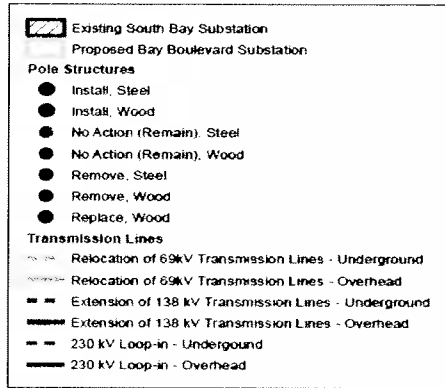 Existing South Bay Substation
Proposed Bay Boulevard Substation
Pole Structures
Install, Steel
Install, Wood
No Action (Remain), Steel
No Action (Remain), Wood
Remove, Steel
Remove, Wood
Replace, Wood
Transmission Lines
Relocation of 69kV Transmission Lines - Underground
Relocation of 69kV Transmission Lines - Overhead
Extension of 138 kV Transmission Lines - Underground
Extension of 138 kV Transmission Lines - Overhead
230 kV Loop-in - Underground
230 kV Loop-in - Overhead